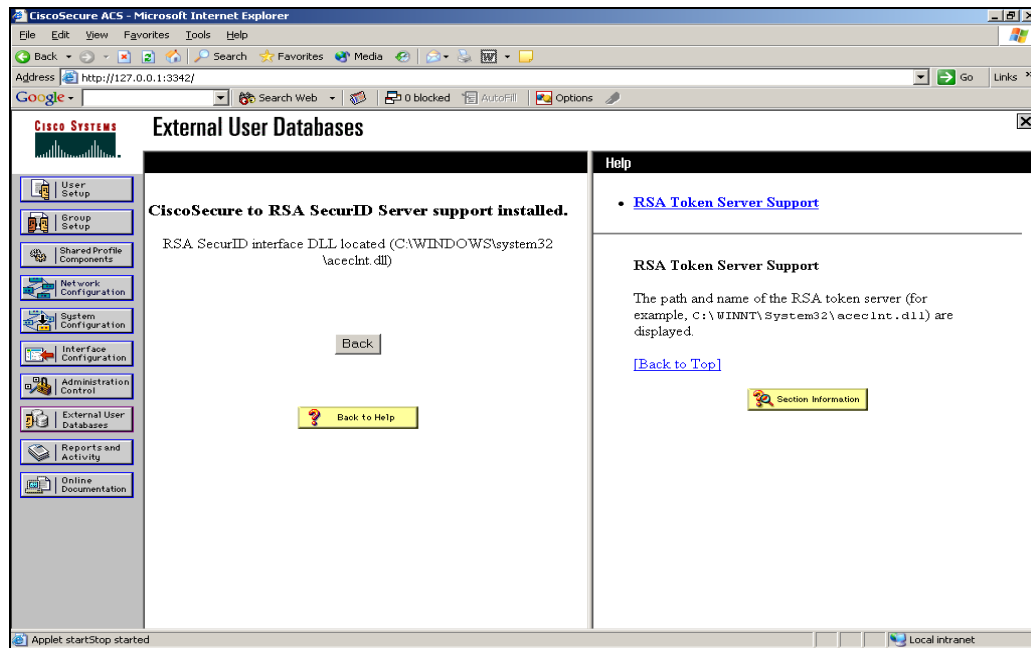 CiscoSecure ACS - Microsoft Internet Explorer
File Edit View Favorites Tools Help
Back Search Favorites Media
Address http://127.0.0.1:3342/ Go Links »
Google Search Web 0 blocked AutoFill Options
CISCO SYSTEMS
External User Databases
User
Setup
Group
Setup
Shared Profile
Components
Network
Configuration
System
Configuration
Interface
Configuration
Administration
Control
External User
Databases
Reports and
Activity
Online
Documentation
CiscoSecure to RSA SecurID Server support installed.
RSA SecurID interface DLL located (C:\WINDOWS\system32
\aceclnt.dll)
Back
Back to Help
Help
• RSA Token Server Support
RSA Token Server Support
The path and name of the RSA token server (for
example, C:\WINNT\System32\aceclnt.dll) are
displayed.
[Back to Top]
Section Information
Applet startStop started
Local intranet